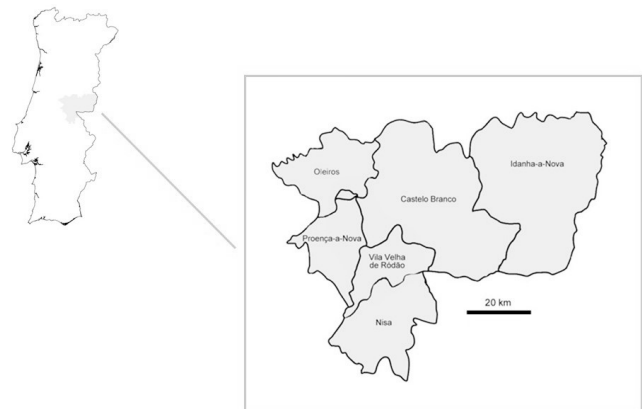 Oleiros
Idanha-a-Nova
Castelo Branco
Proença-a-Nova
Vila Velha
de Ródão
20 km
Nisa